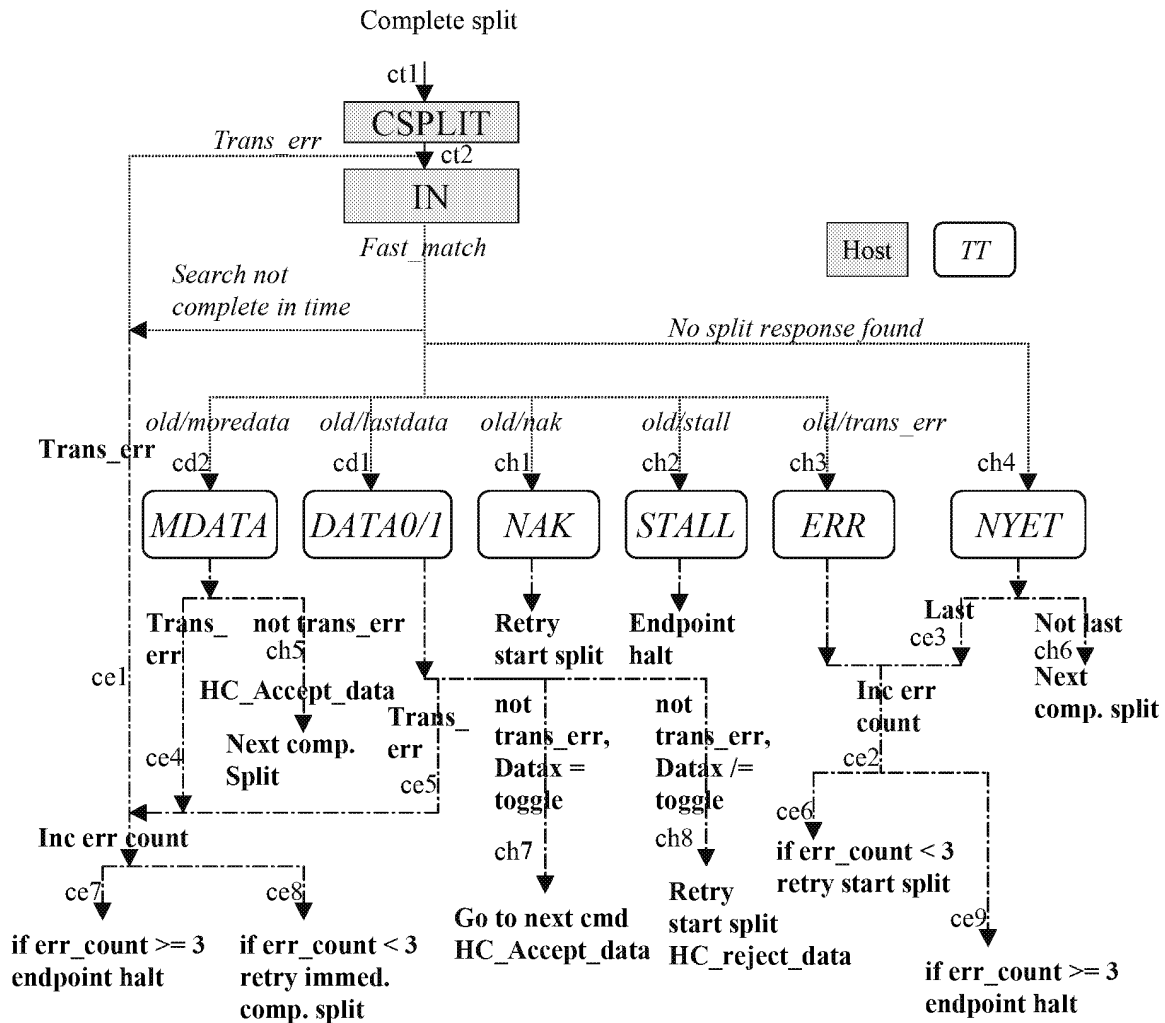 Complete split
ct1
CSPLIT
Trans_err
ct2
IN
Fast_match
Host
TT
Search not
complete in time
No split response found
old/moredata
old/lastdata
old/nak
old/stall
old/trans_err
Trans_err
cd2
cd1
ch1
ch2
ch3
ch4
MDATA
DATA0/1
NAK
STALL
ERR
NYET
Trans_
err
not trans_err
ch5
HC_Accept_data
Next comp.
Split
Retry
start split
Endpoint
halt
Last
ce3
Not last
ch6
Next
comp. split
ce1
ce4
Trans_
err
ce5
not
trans_err,
Datax =
toggle
ch7
not
trans_err,
Datax /=
toggle
ch8
Inc err
count
ce2
ce6
if err_count < 3
retry start split
Inc err count
ce7
ce8
if err_count >= 3
endpoint halt
if err_count < 3
retry immed.
comp. split
Go to next cmd
HC_Accept_data
Retry
start split
HC_reject_data
ce9
if err_count >= 3
endpoint halt